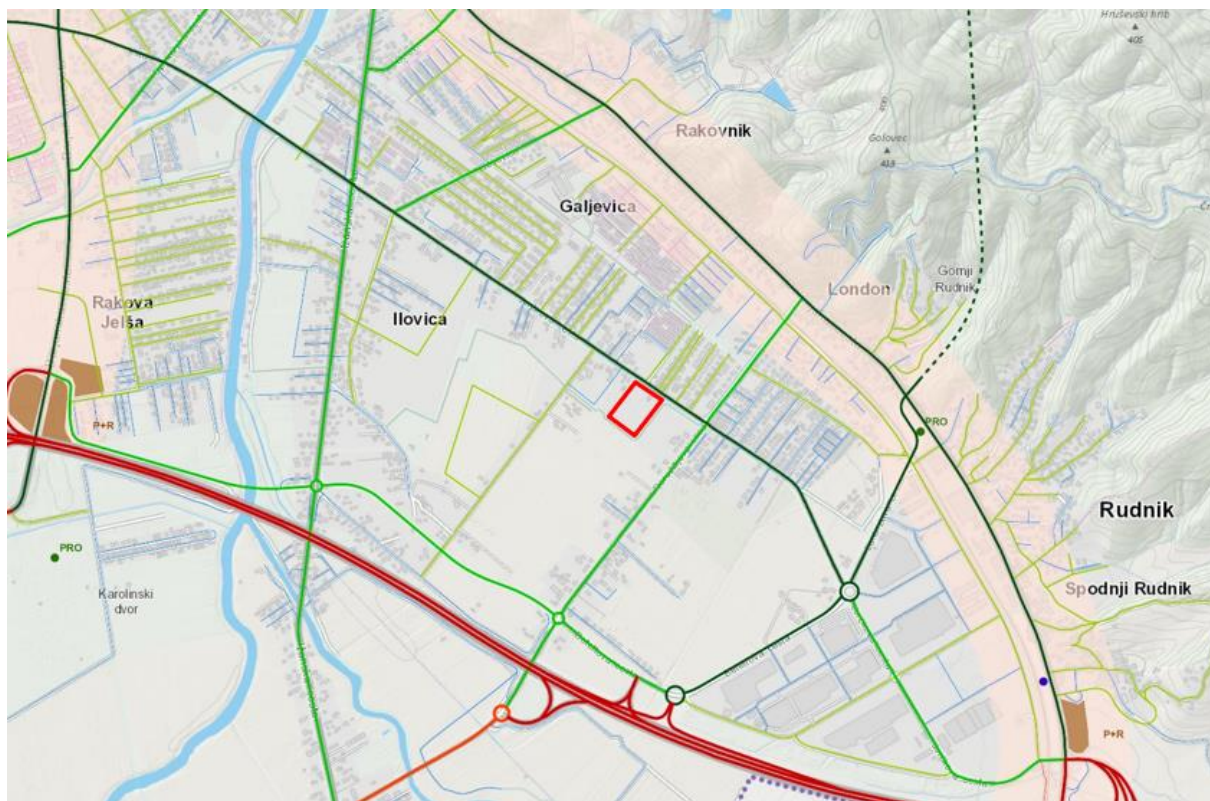 Hruševski hrib
405
Rakovnik
Golovec
413
Galjevica
London
Gornji
Rudnik
Rakova
Jelša
Ilovica
P+R
PRO
Rudnik
PRO
Karolinski
dvor
Spodnji Rudnik
P+R